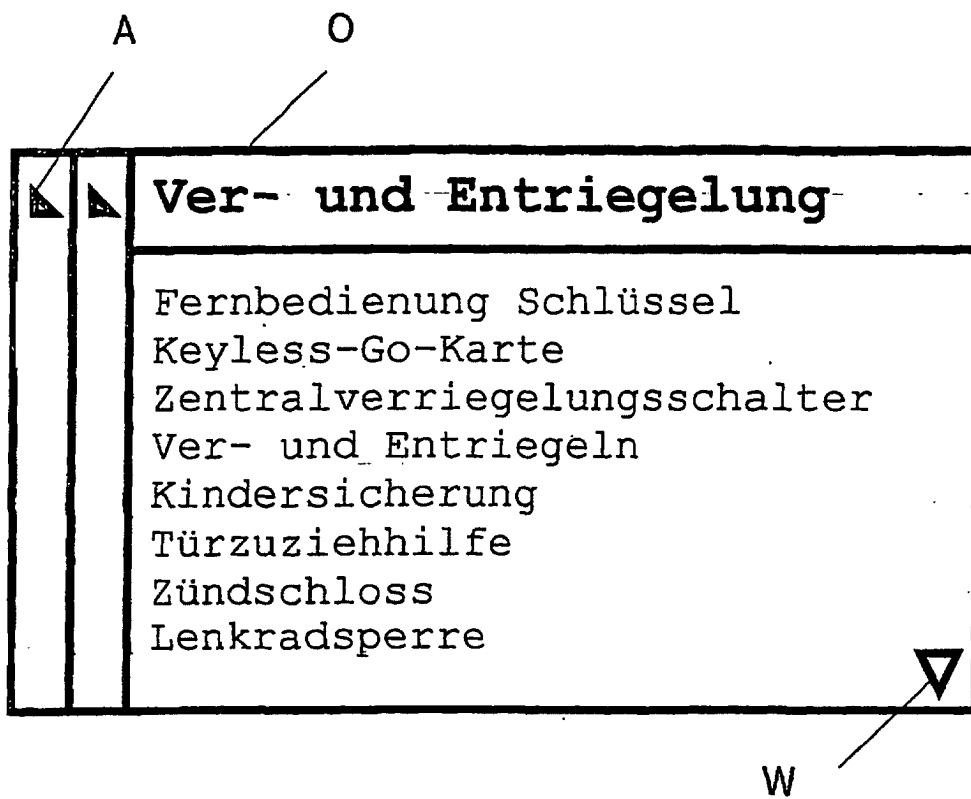 A O
Ver- und Entriegelung
Fernbedienung Schlüssel
Keyless-Go-Karte
Zentralverriegelungsschalter
Ver- und Entriegeln
Kindersicherung
Türzuziehhilfe
Zündschloss
Lenkradsperre
W